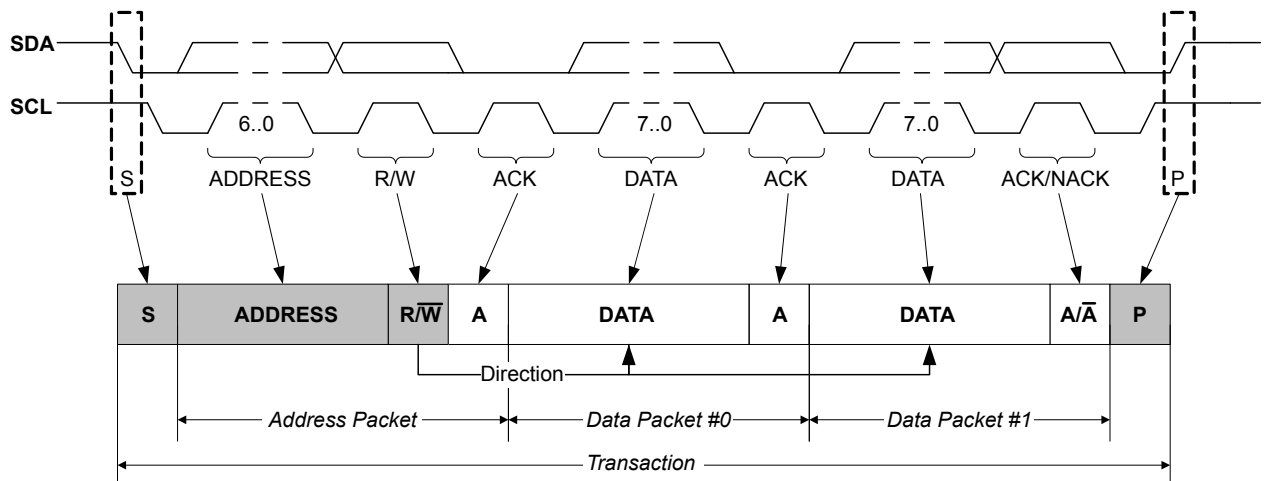 SDA
SCL
6..0
7..0
7..0
S
ADDRESS
R/W
ACK
DATA
ACK
DATA
ACK/NACK
P
S
ADDRESS
R/W̅
A
DATA
A
DATA
A/A̅
P
Direction
Address Packet
Data Packet #0
Data Packet #1
Transaction